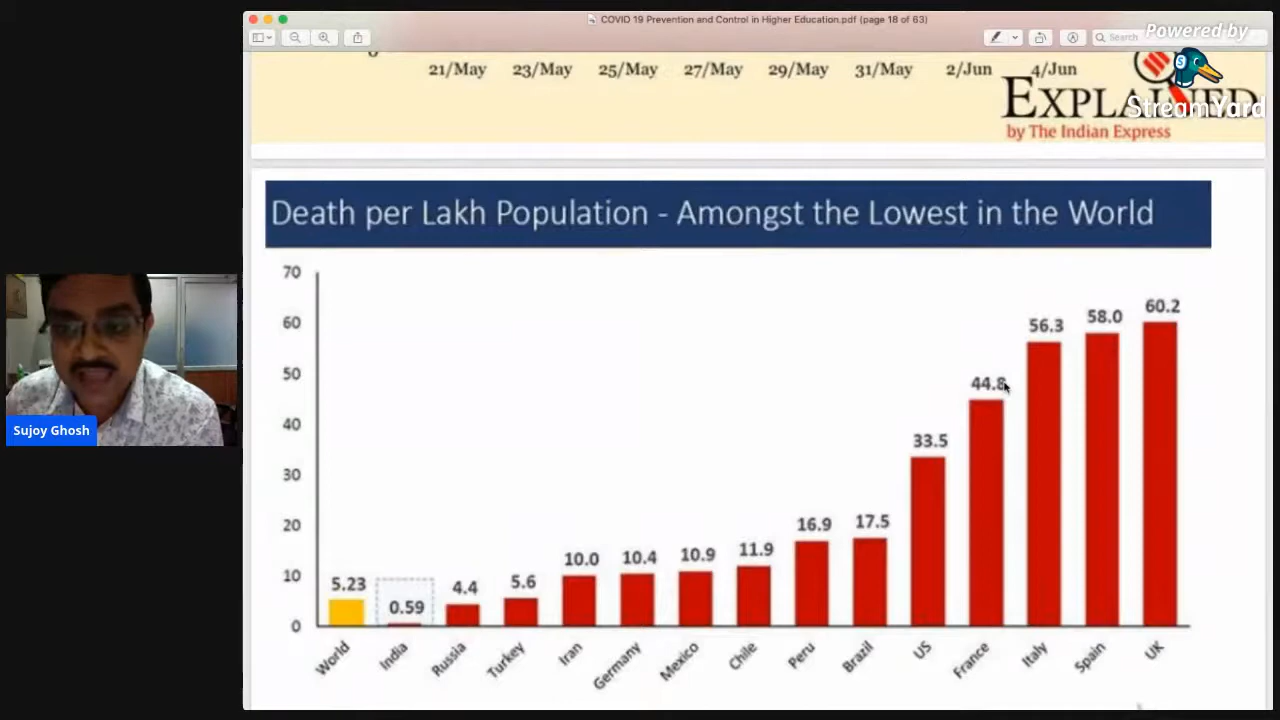 COVID 19 Prevention and Control in Higher Education.pdf (page 18 of 63)
Search
Powered by
StreamYard
21/May 23/May 25/May 27/May 29/May 31/May 2/Jun 4/Jun
EXPLAINED
by The Indian Express
Death per Lakh Population - Amongst the Lowest in the World
70
60
50
40
30
20
10
0
5.23
0.59
4.4
5.6
10.0
10.4
10.9
11.9
16.9
17.5
33.5
44.8
56.3
58.0
60.2
World
India
Russia
Turkey
Iran
Germany
Mexico
Chile
Peru
Brazil
US
France
Italy
Spain
UK
Sujoy Ghosh